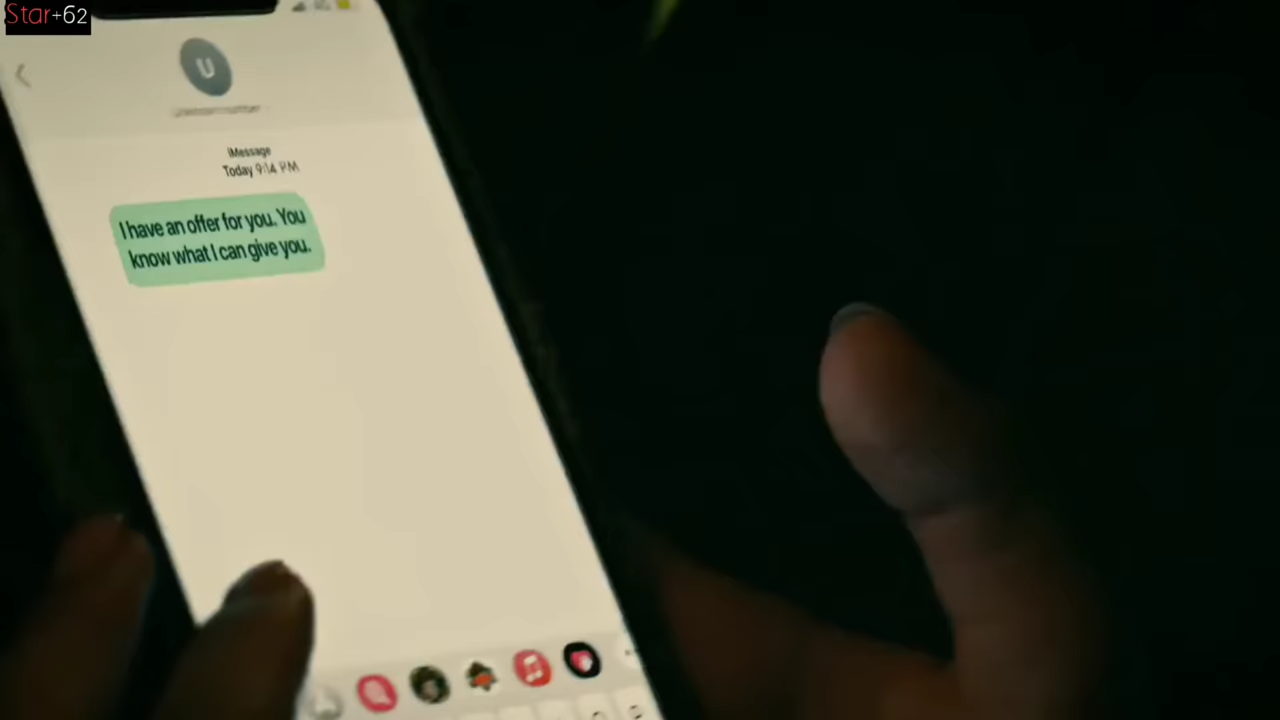 Star+62
U
iMessage
Today 9:14 PM
I have an offer for you. You
know what I can give you.